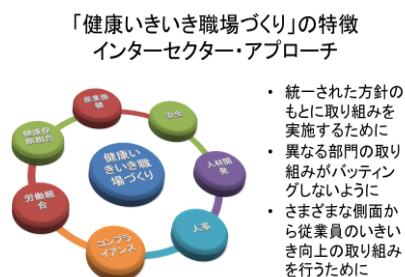 「健康いきいき職場づくり」の特徴
インターセクター・アプローチ
産業保
健
安全
人材開
発
人事
コンプラ
イアンス
労働組
合
健康保
険組合
健康い
きいき職
場づくり
• 統一された方針の
もとに取り組みを
実施するために
• 異なる部門の取り
組みがバッティン
グしないように
• さまざまな側面か
ら従業員のいきい
き向上の取り組み
を行うために